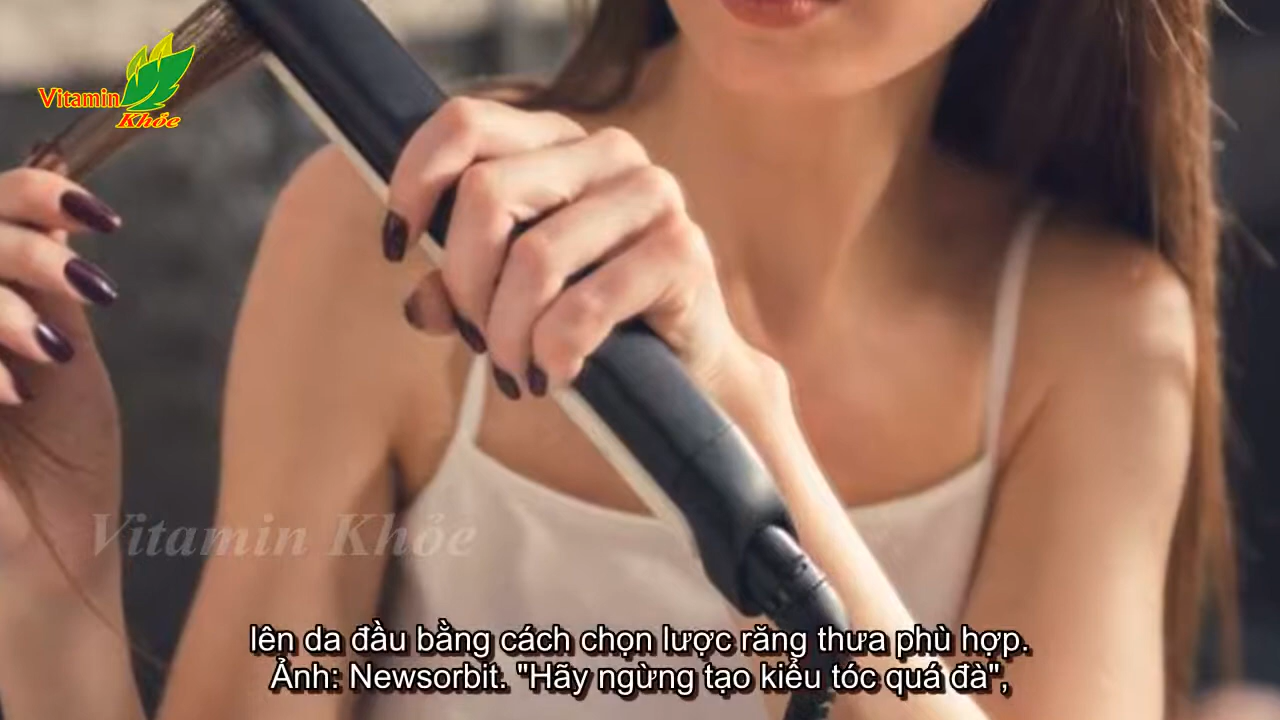 Vitamin
Khỏe
Vitamin Khỏe
lên da đầu bằng cách chọn lược răng thưa phù hợp.
Ảnh: Newsorbit. "Hãy ngừng tạo kiểu tóc quá đà",